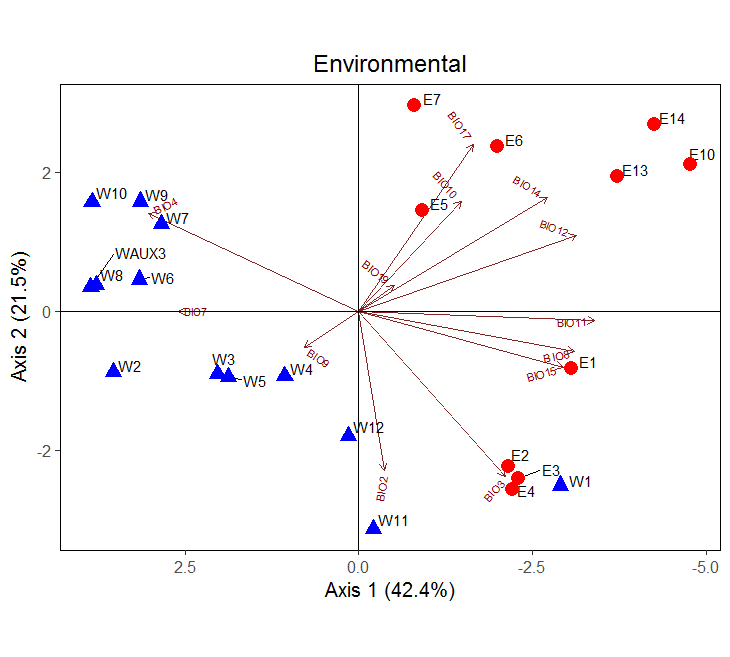 Environmental
E7
BIO17
E6
E14
E10
E13
2
W10
W9
BIO4
W7
BIO10
E5
BIO14
BIO12
WAUX3
W8
W6
BIO19
0
BIO7
BIO11
Axis 2 (21.5%)
W2
W3
W5
W4
BIO9
BIO8
E1
BIO15
-2
W12
E2
E3
BIO2
BIO3
E4
W1
W11
2.5
0.0
-2.5
-5.0
Axis 1 (42.4%)